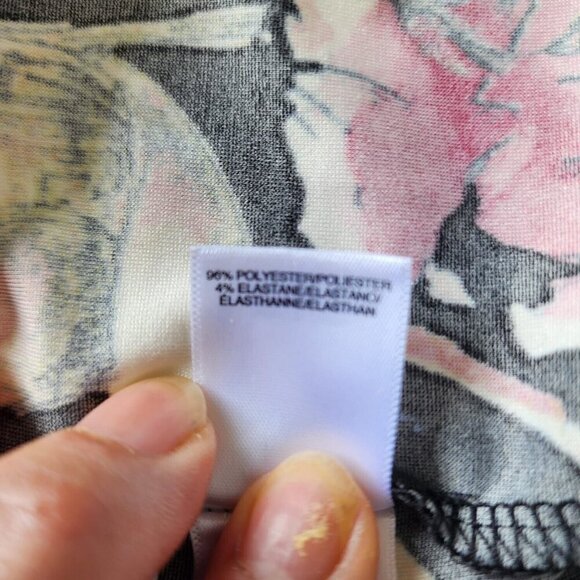 96% POLYESTER/POLIESTER
4% ELASTANE/ELASTANO/
ÉLASTHANNE/ELASTHAN